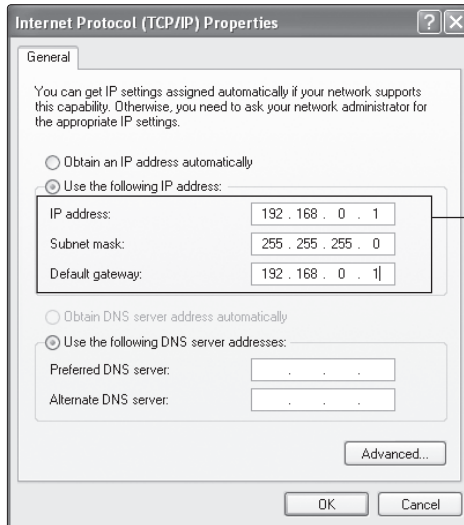 Internet Protocol (TCP/IP) Properties
General
You can get IP settings assigned automatically if your network supports
this capability. Otherwise, you need to ask your network administrator for
the appropriate IP settings.
Obtain an IP address automatically
Use the following IP address:
IP address: 192 . 168 . 0 . 1
Subnet mask: 255 . 255 . 255 . 0
Default gateway: 192 . 168 . 0 . 1
Obtain DNS server address automatically
Use the following DNS server addresses:
Preferred DNS server: . . .
Alternate DNS server: . . .
Advanced...
OK Cancel